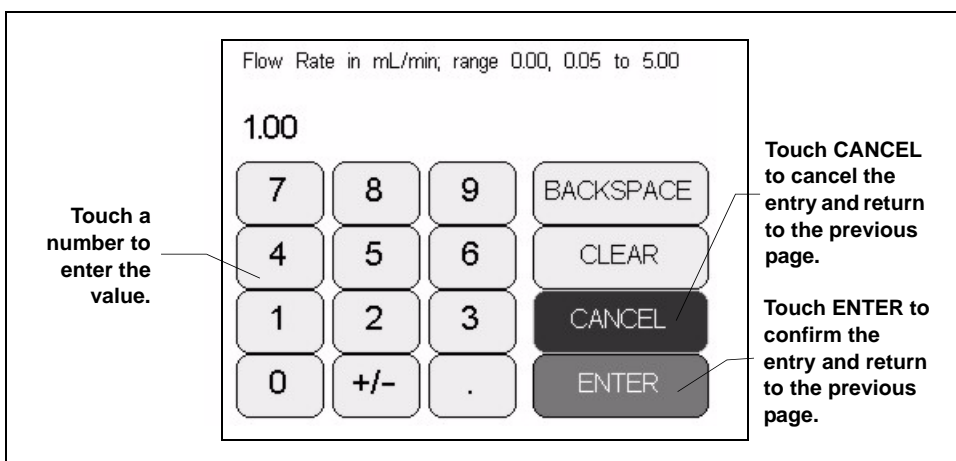 Flow Rate in mL/min; range 0.00, 0.05 to 5.00
1.00
7 8 9 BACKSPACE
4 5 6 CLEAR
1 2 3 CANCEL
0 +/- . ENTER
Touch a
number to
enter the
value.
Touch CANCEL
to cancel the
entry and return
to the previous
page.
Touch ENTER to
confirm the
entry and return
to the previous
page.